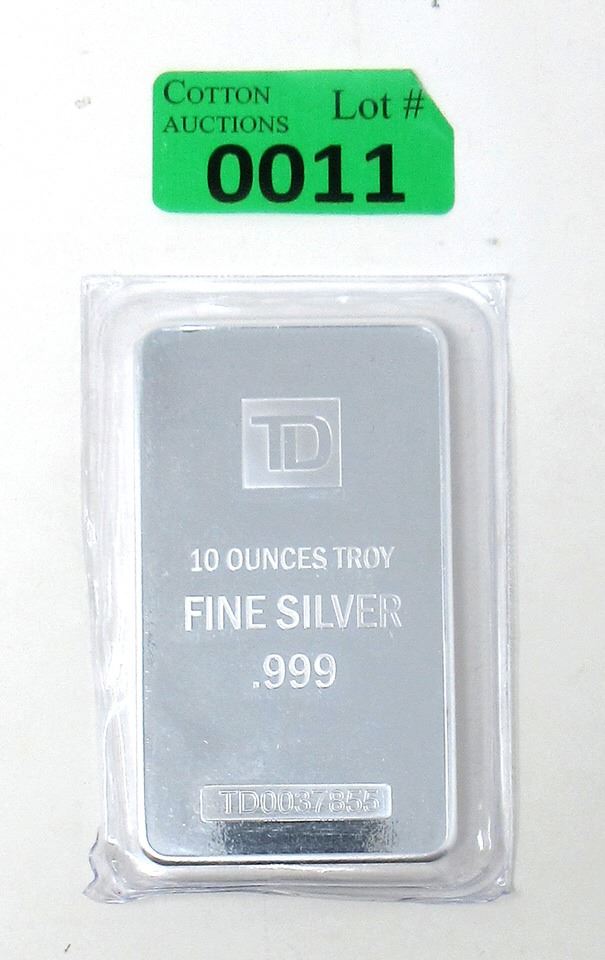 COTTON
AUCTIONS
Lot #
0011
TD
10 OUNCES TROY
FINE SILVER
.999
TD0037855